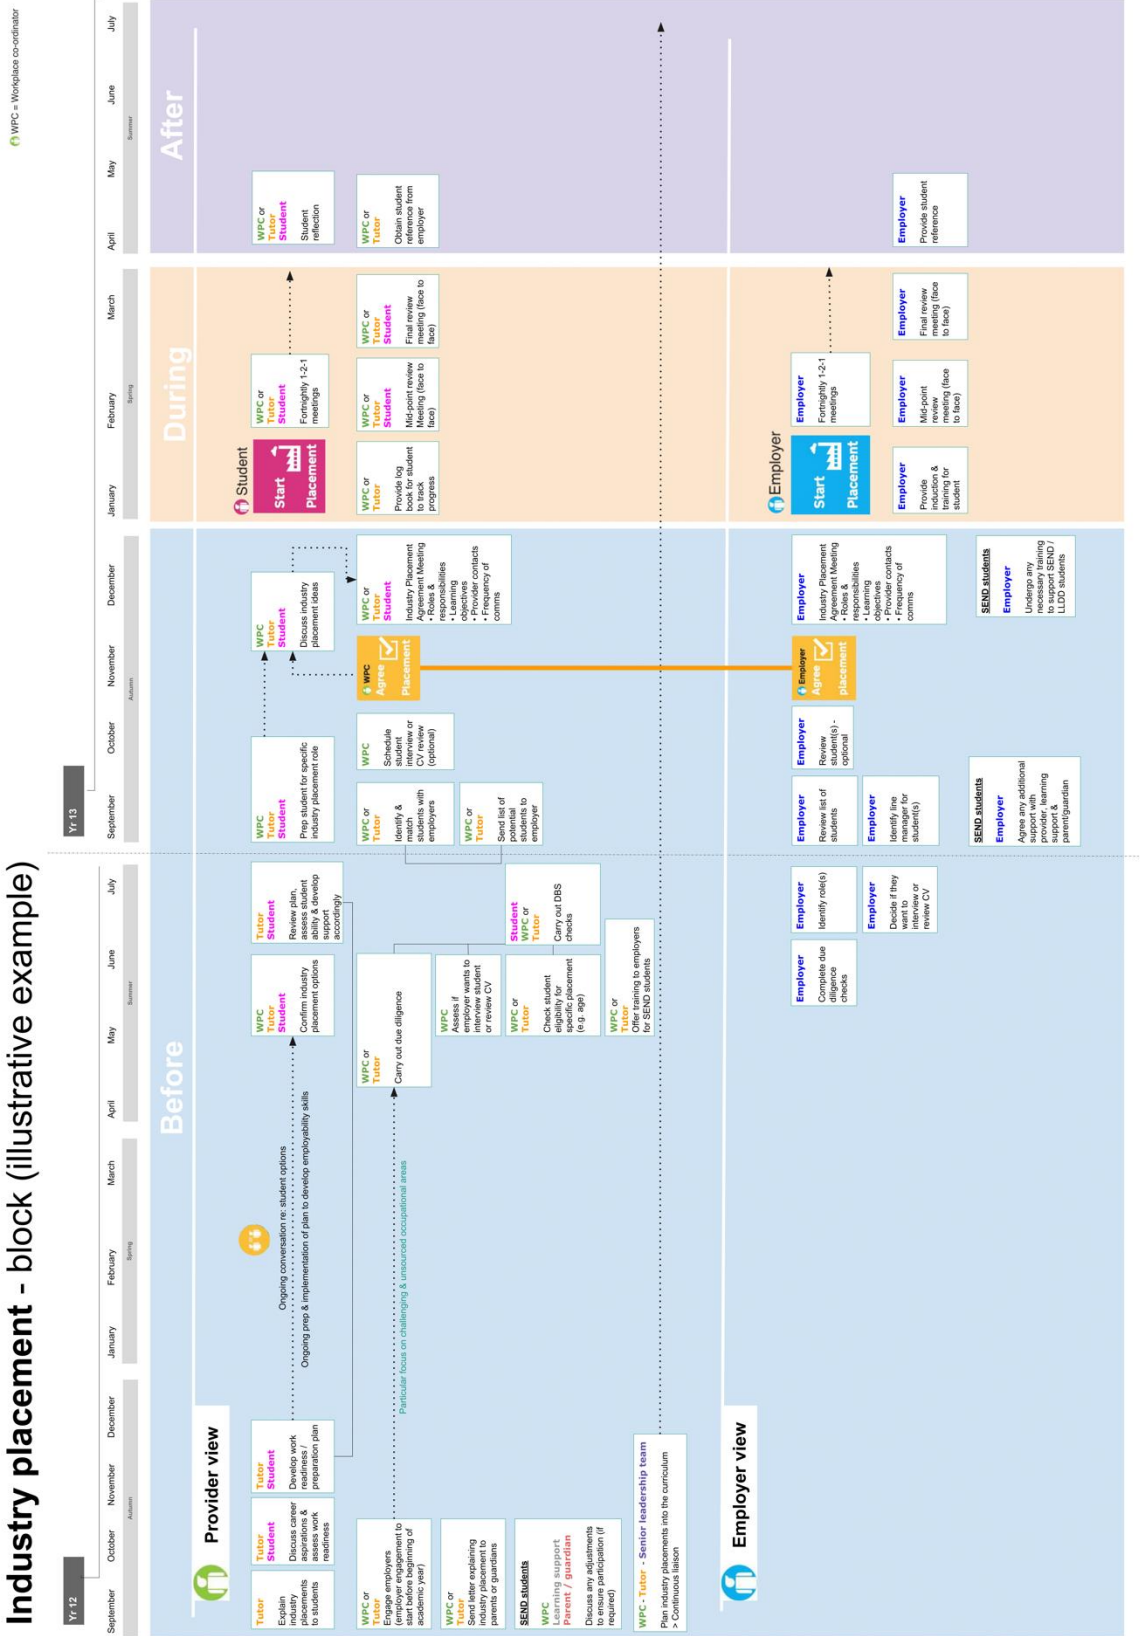 Industry placement - block (illustrative example)
WPC = Workplace co-ordinator
Yr 12
Yr 13
September
October
November
December
January
February
March
April
May
June
July
September
October
November
December
January
February
March
April
May
June
July
Autumn
Spring
Summer
Autumn
Spring
Summer
Before
During
After
Provider view
Tutor
Explain
industry
placements
to students
Tutor
Student
Discuss career
aspirations &
assess work
readiness
Tutor
Student
Develop work
readiness /
preparation plan
Ongoing conversation re: student options
Ongoing prep & implementation of plan to develop employability skills
WPC
Tutor
Student
Confirm industry
placement options
Tutor
Student
Review plan,
assess student
ability & develop
support
accordingly
WPC
Tutor
Student
Prep student for specific
industry placement role
WPC
Tutor
Student
Discuss industry
placement ideas
Student
Start
Placement
WPC or
Tutor
Student
Fortnightly 1-2-1
meetings
WPC or
Tutor
Student
Student
reflection
WPC or
Tutor
Engage employers
(employer engagement to
start before beginning of
academic year)
Particular focus on challenging & unsourced occupational areas
WPC or
Tutor
Carry out due diligence
WPC or
Tutor
Identify &
match
students with
employers
WPC
Schedule
student
interview or
CV review
(optional)
WPC
Agree
Placement
WPC or
Tutor
Student
Industry Placement
Agreement Meeting
• Roles &
responsibilities
• Learning
objectives
• Provider contacts
• Frequency of
comms
WPC or
Tutor
Provide log
book for student
to track
progress
WPC or
Tutor
Student
Mid-point review
Meeting (face to
face)
WPC or
Tutor
Student
Final review
meeting (face to
face)
WPC or
Tutor
Obtain student
reference from
employer
WPC or
Tutor
Send letter explaining
industry placement to
parents or guardians
WPC
Assess if
employer wants to
interview student
or review CV
WPC or
Tutor
Send list of
potential
students to
employer
SEND students
WPC
Learning support
Parent / guardian
Discuss any adjustments
to ensure participation (if
required)
WPC or
Tutor
Check student
eligibility for
specific placement
(e.g. age)
Student
WPC or
Tutor
Carry out DBS
checks
WPC or
Tutor
Offer training to employers
for SEND students
WPC - Tutor - Senior leadership team
Plan industry placements into the curriculum
> Continuous liaison
Employer view
Employer
Complete due
diligence
checks
Employer
Identify role(s)
Employer
Decide if they
want to
interview or
review CV
Employer
Review list of
students
Employer
Identify line
manager for
student(s)
Employer
Review
student(s) -
optional
Employer
Agree
placement
Employer
Industry Placement
Agreement Meeting
• Roles &
responsibilities
• Learning
objectives
• Provider contacts
• Frequency of
comms
SEND students
Employer
Agree any additional
support with
provider, learning
support &
parent/guardian
SEND students
Employer
Undergo any
necessary training
to support SEND /
LLDD students
Employer
Start
Placement
Employer
Fortnightly 1-2-1
meetings
Employer
Provide
induction &
training for
student
Employer
Mid-point
review
meeting (face
to face)
Employer
Final review
meeting (face
to face)
Employer
Provide student
reference